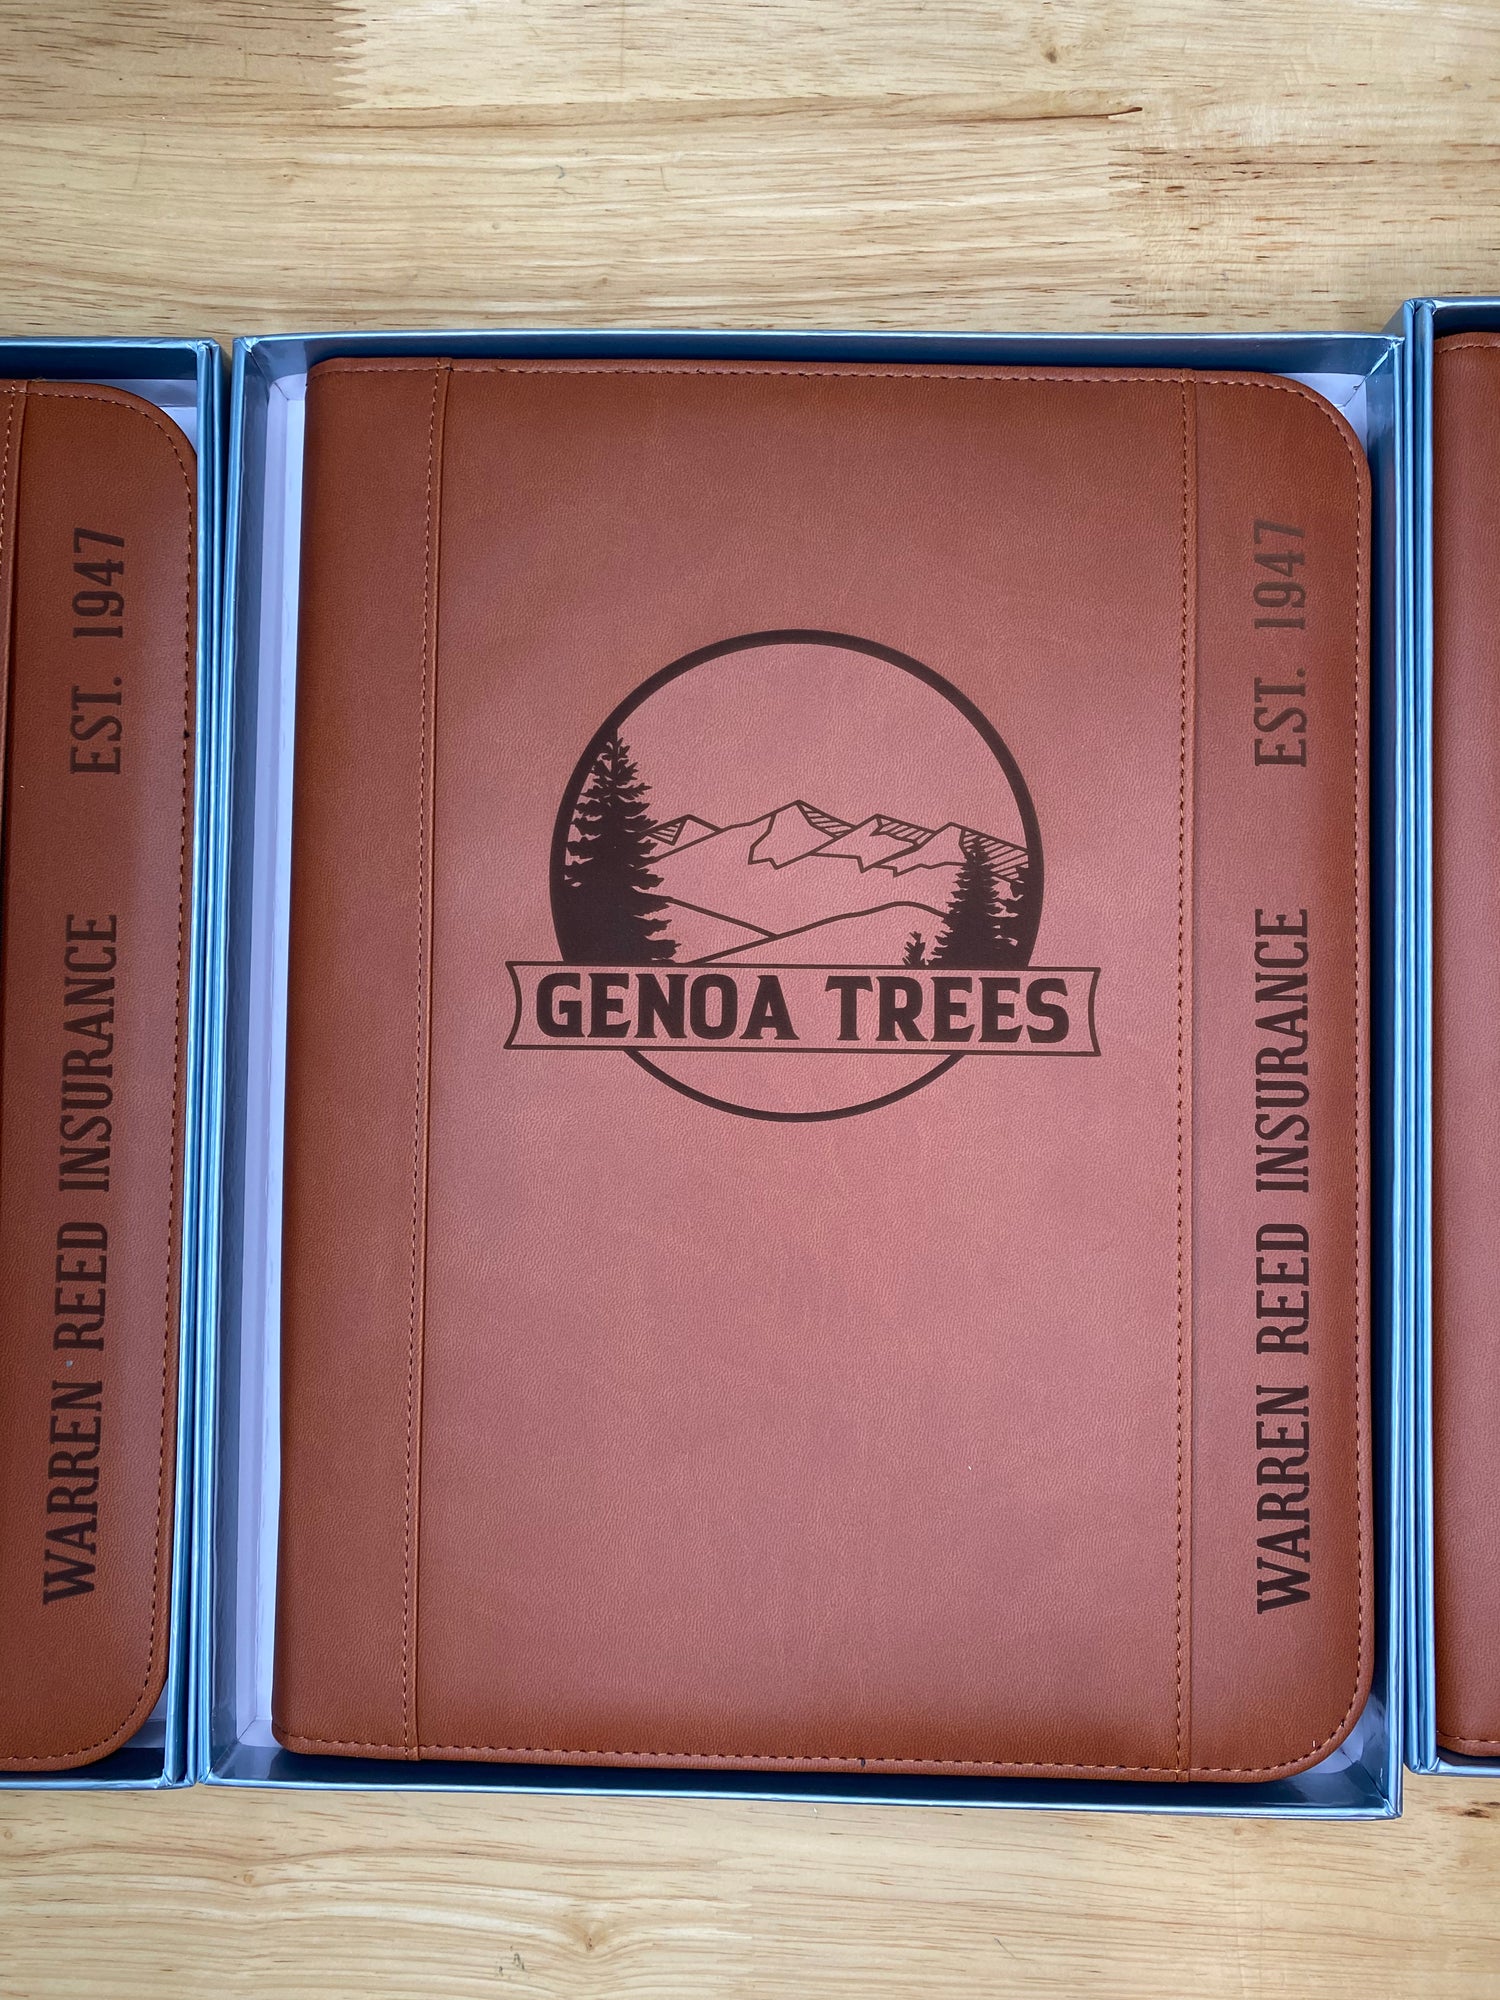 WARREN REED INSURANCE EST. 1947
GENOA TREES
WARREN REED INSURANCE EST. 1947